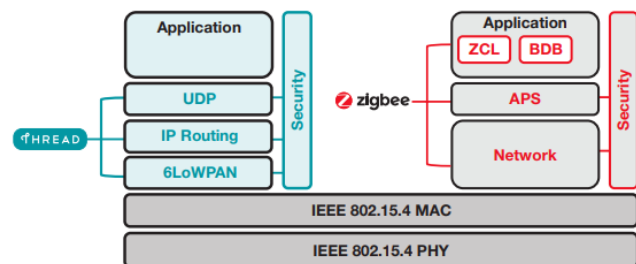 Application
UDP
IP Routing
6LoWPAN
Security
THREAD
zigbee
Application
ZCL BDB
APS
Network
Security
IEEE 802.15.4 MAC
IEEE 802.15.4 PHY